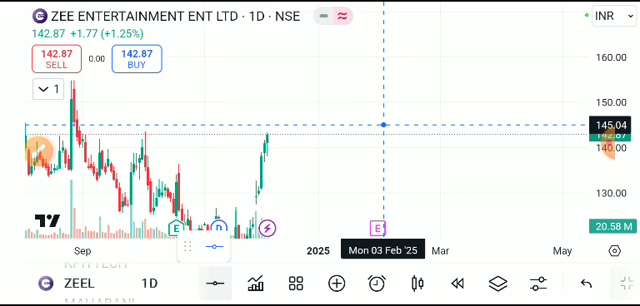 ZEE ENTERTAINMENT ENT LTD · 1D · NSE
INR
142.87 +1.77 (+1.25%)
142.87 SELL
0.00
142.87 BUY
160.00
1
150.00
145.04
142.87
140.00
130.00
20.58 M
E
D
E
Sep
2025
Mon 03 Feb '25
Mar
May
KPITTECH
ZEEL
1D